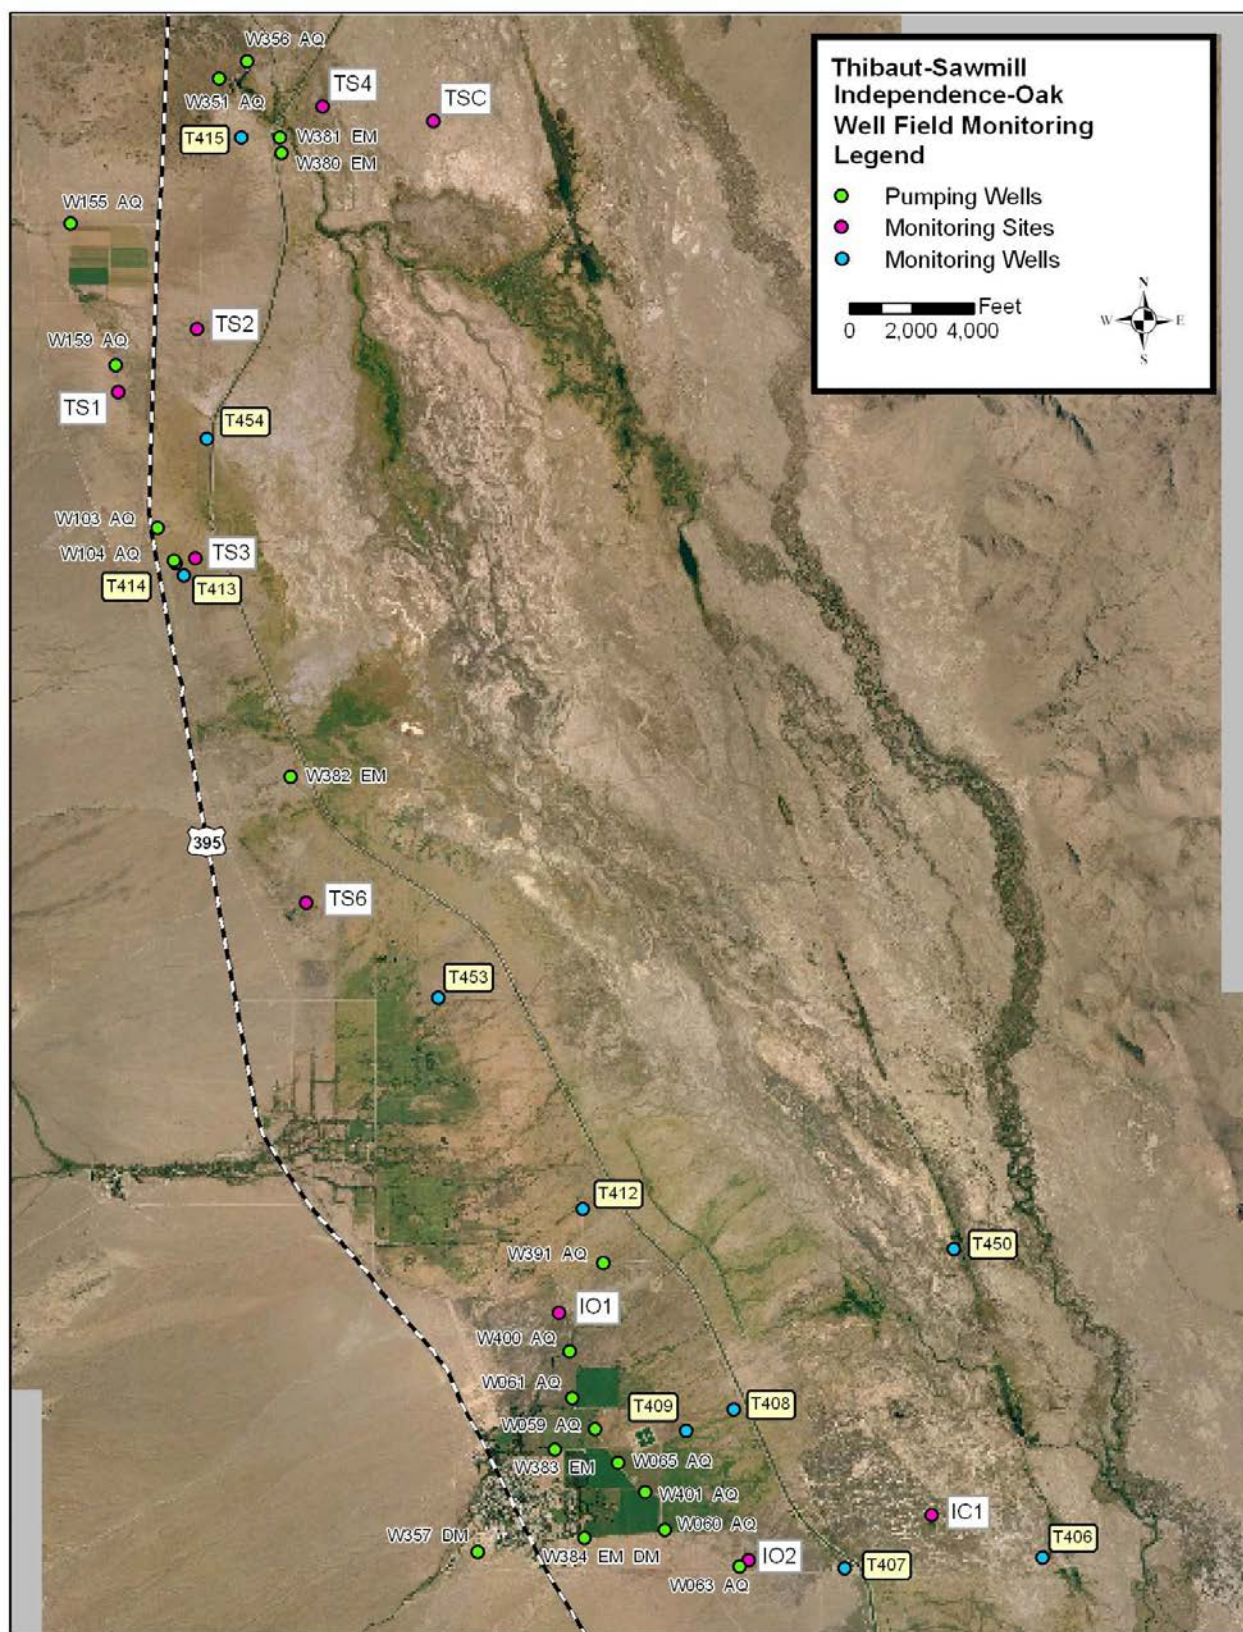 W356 AQ
W351 AQ
TS4
TSC
T415
W381 EM
W380 EM
Thibaut-Sawmill
Independence-Oak
Well Field Monitoring
Legend
Pumping Wells
Monitoring Sites
Monitoring Wells
Feet
0 2,000 4,000
N
W E
S
W155 AQ
TS2
W159 AQ
TS1
T454
W103 AQ
W104 AQ
TS3
T414
T413
W382 EM
395
TS6
T453
T412
W391 AQ
T450
IO1
W400 AQ
W061 AQ
T409
T408
W059 AQ
W383 EM
W065 AQ
W401 AQ
IC1
W357 DM
W384 EM DM
W060 AQ
IO2
T407
T406
W063 AQ